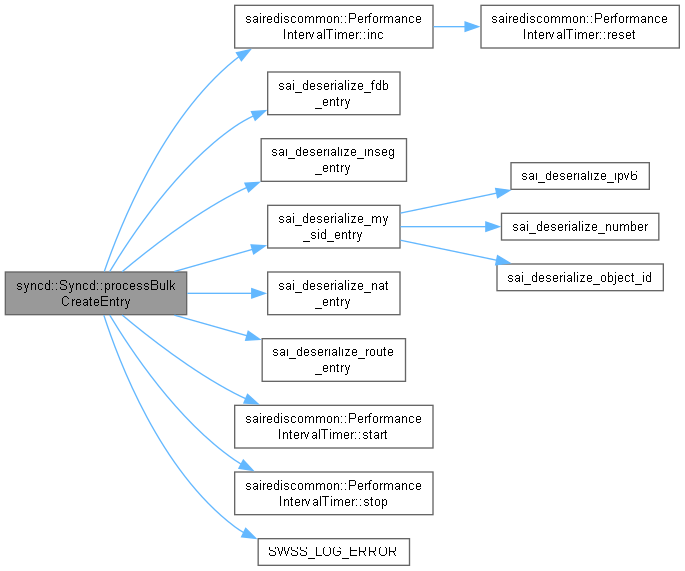 sairediscommon::Performance
IntervalTimer::inc
sairediscommon::Performance
IntervalTimer::reset
sai_deserialize_fdb
_entry
sai_deserialize_inseg
_entry
sai_deserialize_ipv6
sai_deserialize_my
_sid_entry
sai_deserialize_number
sai_deserialize_object_id
syncd::Syncd::processBulk
CreateEntry
sai_deserialize_nat
_entry
sai_deserialize_route
_entry
sairediscommon::Performance
IntervalTimer::start
sairediscommon::Performance
IntervalTimer::stop
SWSS_LOG_ERROR